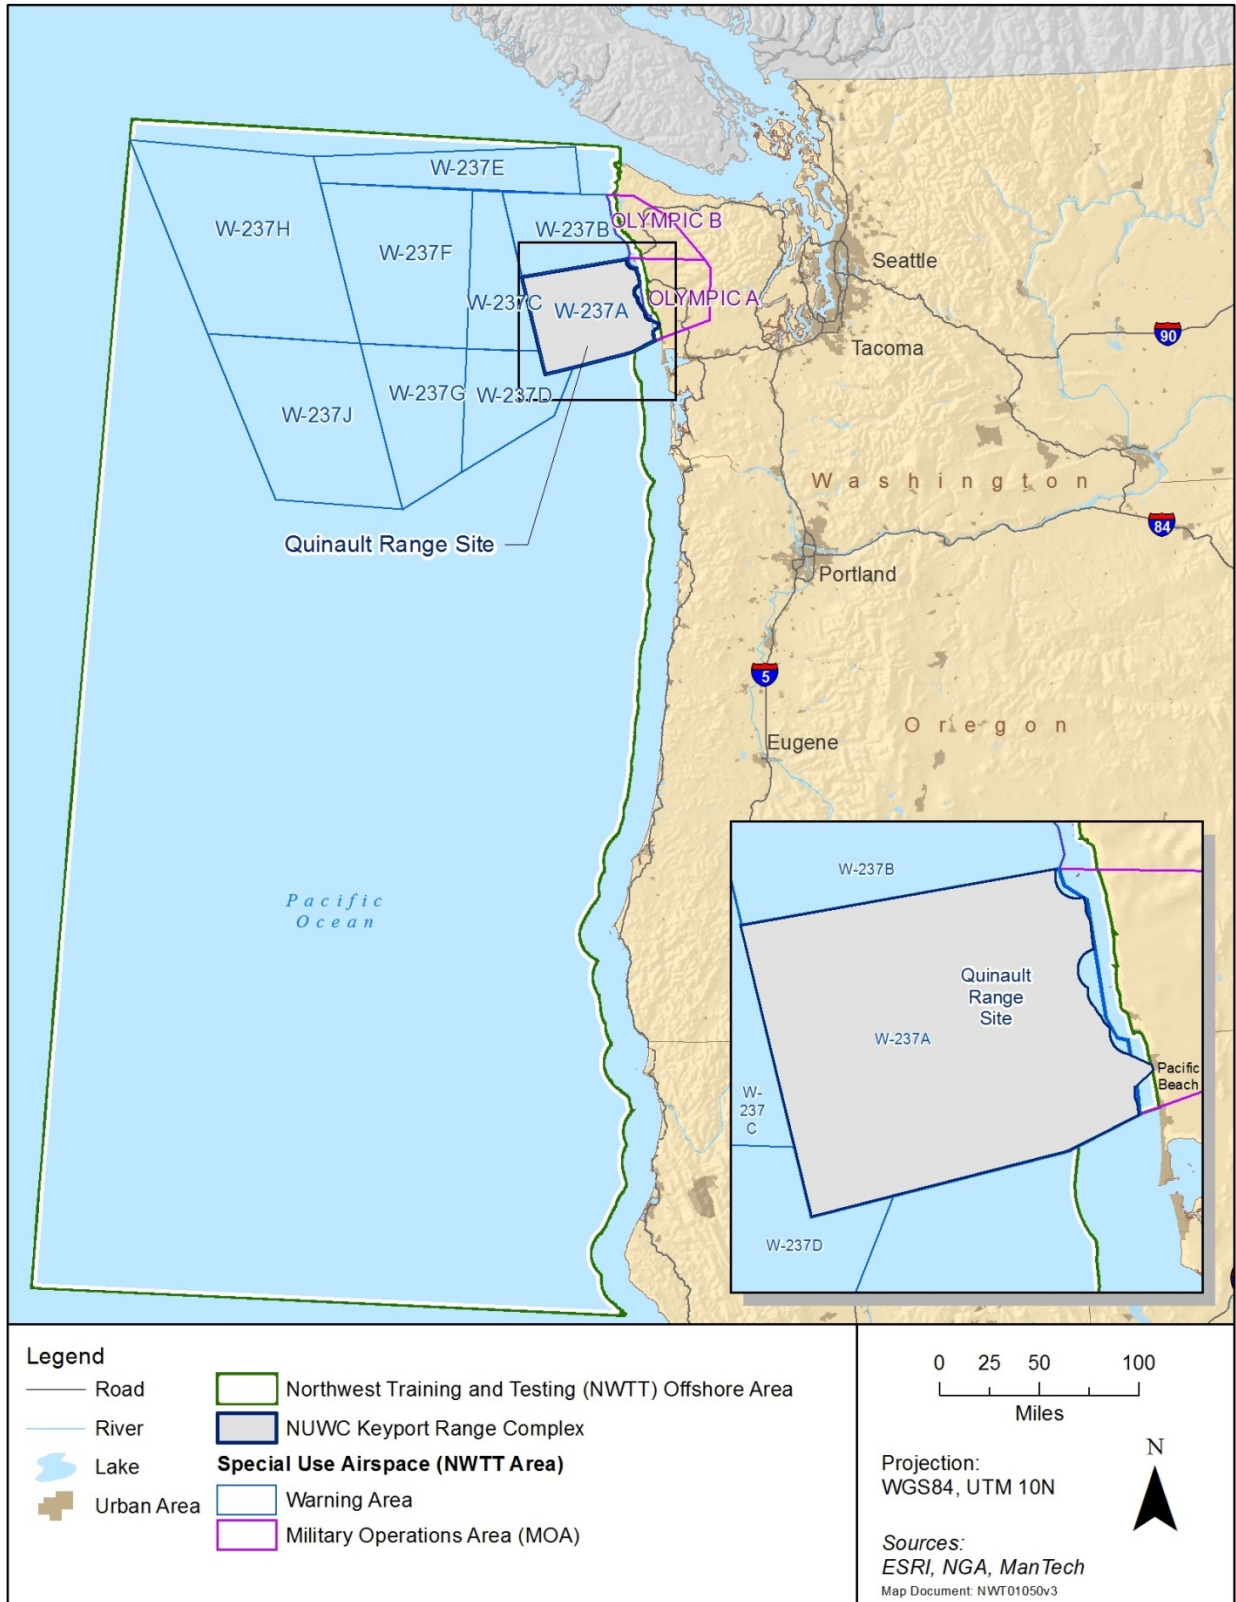 W-237E
W-237H
W-237F
W-237B
OLYMPIC B
W-237C
W-237A
OLYMPIC A
Seattle
Tacoma
90
W-237J
W-237G
W-237D
Quinault Range Site
Washington
84
Portland
5
Eugene
Oregon
Pacific
Ocean
W-237B
Quinault
Range
Site
W-237A
Pacific
Beach
W-
237
C
W-237D
Legend
Road
River
Lake
Urban Area
Northwest Training and Testing (NWTT) Offshore Area
NUWC Keyport Range Complex
Special Use Airspace (NWTT Area)
Warning Area
Military Operations Area (MOA)
0 25 50 100
Miles
N
Projection:
WGS84, UTM 10N
Sources:
ESRI, NGA, ManTech
Map Document: NWT01050v3